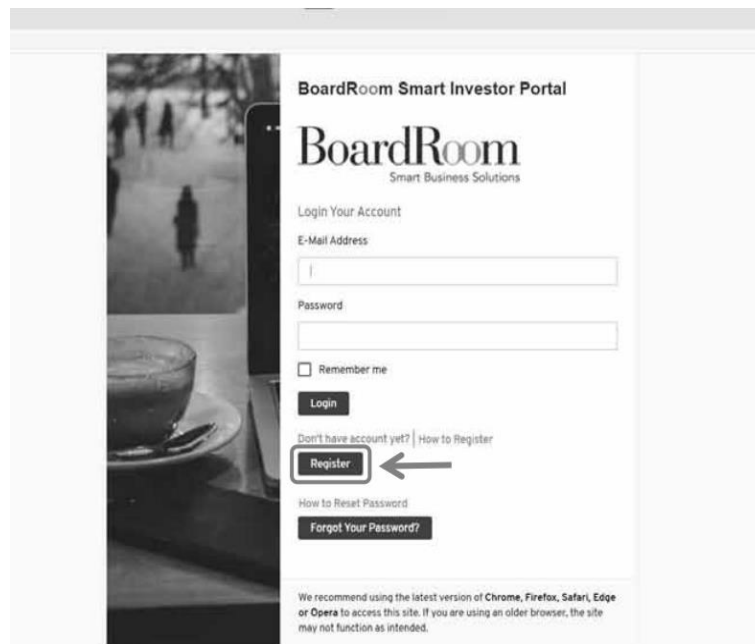 BoardRoom Smart Investor Portal
BoardRoom
Smart Business Solutions
Login Your Account
E-Mail Address
Password
Remember me
Login
Don't have account yet? | How to Register
Register
How to Reset Password
Forgot Your Password?
We recommend using the latest version of Chrome, Firefox, Safari, Edge
or Opera to access this site. If you are using an older browser, the site
may not function as intended.